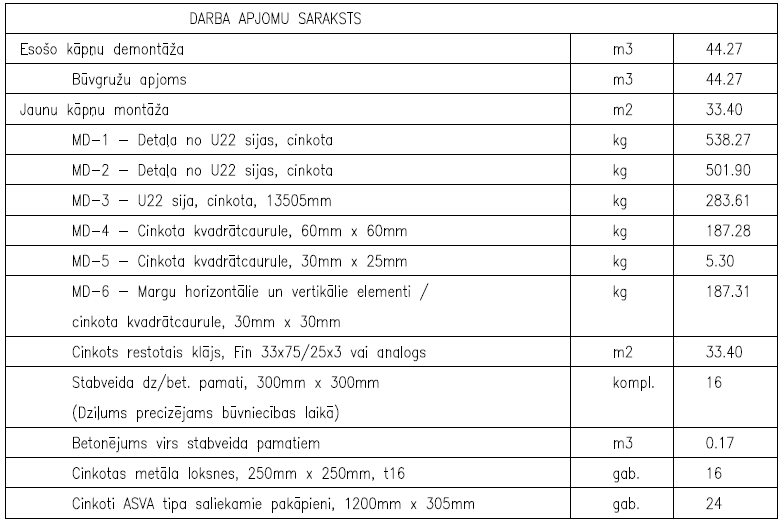 DARBA APJOMU SARAKSTS
Esošo kāpņu demontāža m3 44.27
Būvgružu apjoms m3 44.27
Jaunu kāpņu montāža m2 33.40
MD-1 - Detaļa no U22 sijas, cinkota kg 538.27
MD-2 - Detaļa no U22 sijas, cinkota kg 501.90
MD-3 - U22 sija, cinkota, 13505mm kg 283.61
MD-4 - Cinkota kvadrātcaurule, 60mm x 60mm kg 187.28
MD-5 - Cinkota kvadrātcaurule, 30mm x 25mm kg 5.30
MD-6 - Margu horizontālie un vertikālie elementi / kg 187.31
cinkota kvadrātcaurule, 30mm x 30mm
Cinkots restotais klājs, Fin 33x75/25x3 vai analogs m2 33.40
Stabveida dz/bet. pamati, 300mm x 300mm kompl. 16
(Dziļums precizējams būvniecības laikā)
Betonējums virs stabveida pamatiem m3 0.17
Cinkotas metāla loksnes, 250mm x 250mm, t16 gab. 16
Cinkoti ASVA tipa saliekamie pakāpieni, 1200mm x 305mm gab. 24